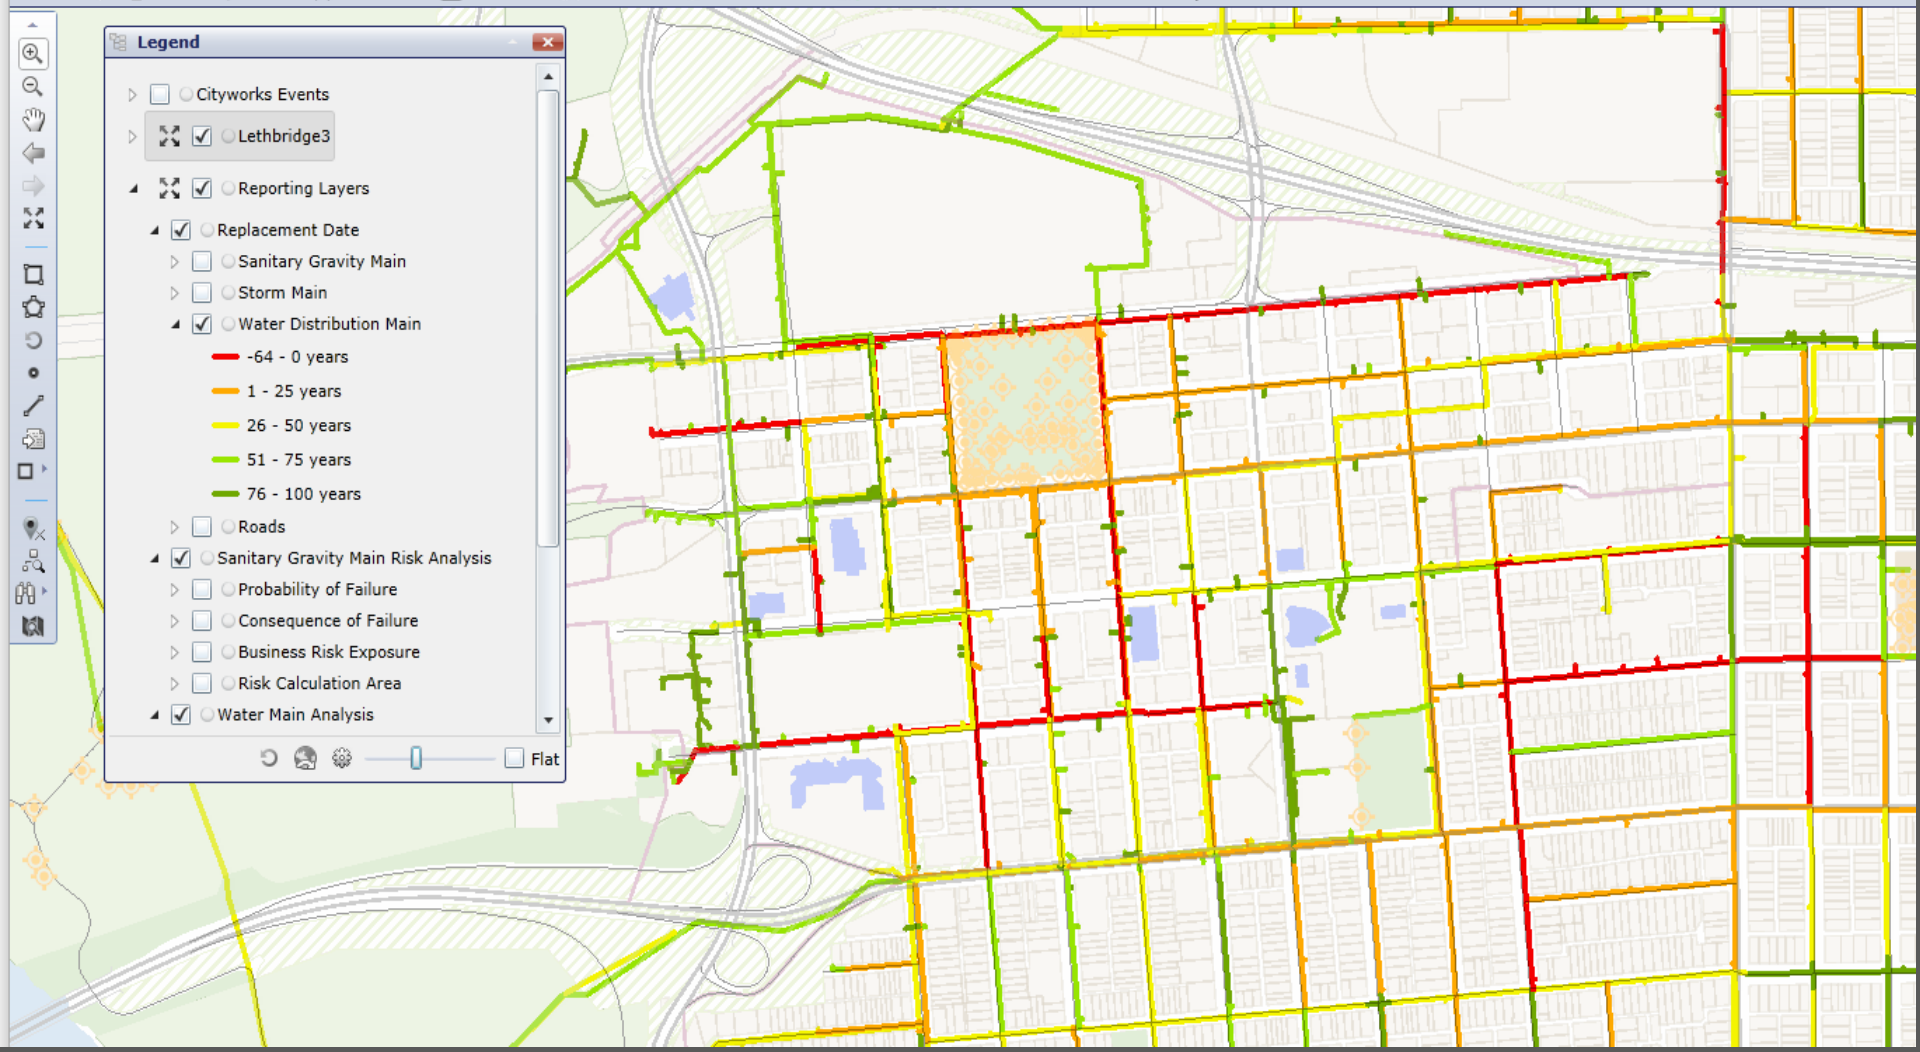 Legend
Cityworks Events
Lethbridge3
Reporting Layers
Replacement Date
Sanitary Gravity Main
Storm Main
Water Distribution Main
-64 - 0 years
1 - 25 years
26 - 50 years
51 - 75 years
76 - 100 years
Roads
Sanitary Gravity Main Risk Analysis
Probability of Failure
Consequence of Failure
Business Risk Exposure
Risk Calculation Area
Water Main Analysis
Flat